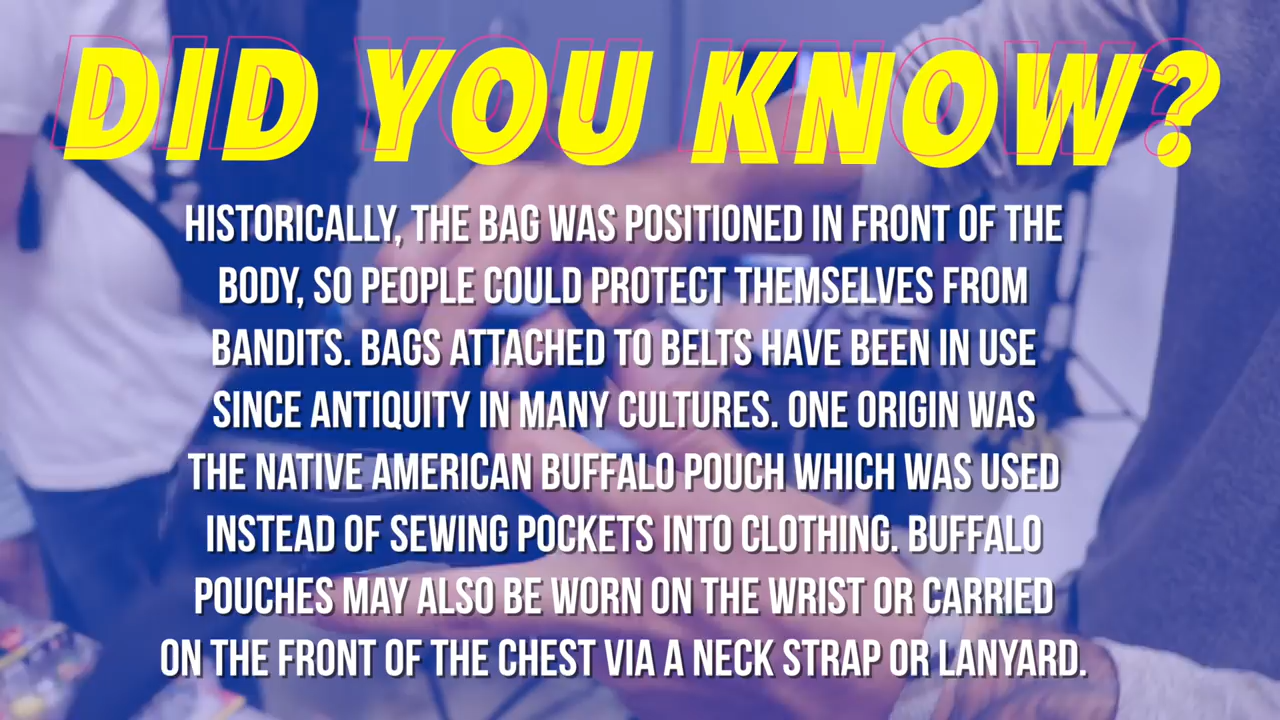 DID YOU KNOW?
HISTORICALLY, THE BAG WAS POSITIONED IN FRONT OF THE
BODY, SO PEOPLE COULD PROTECT THEMSELVES FROM
BANDITS. BAGS ATTACHED TO BELTS HAVE BEEN IN USE
SINCE ANTIQUITY IN MANY CULTURES. ONE ORIGIN WAS
THE NATIVE AMERICAN BUFFALO POUCH WHICH WAS USED
INSTEAD OF SEWING POCKETS INTO CLOTHING. BUFFALO
POUCHES MAY ALSO BE WORN ON THE WRIST OR CARRIED
ON THE FRONT OF THE CHEST VIA A NECK STRAP OR LANYARD.